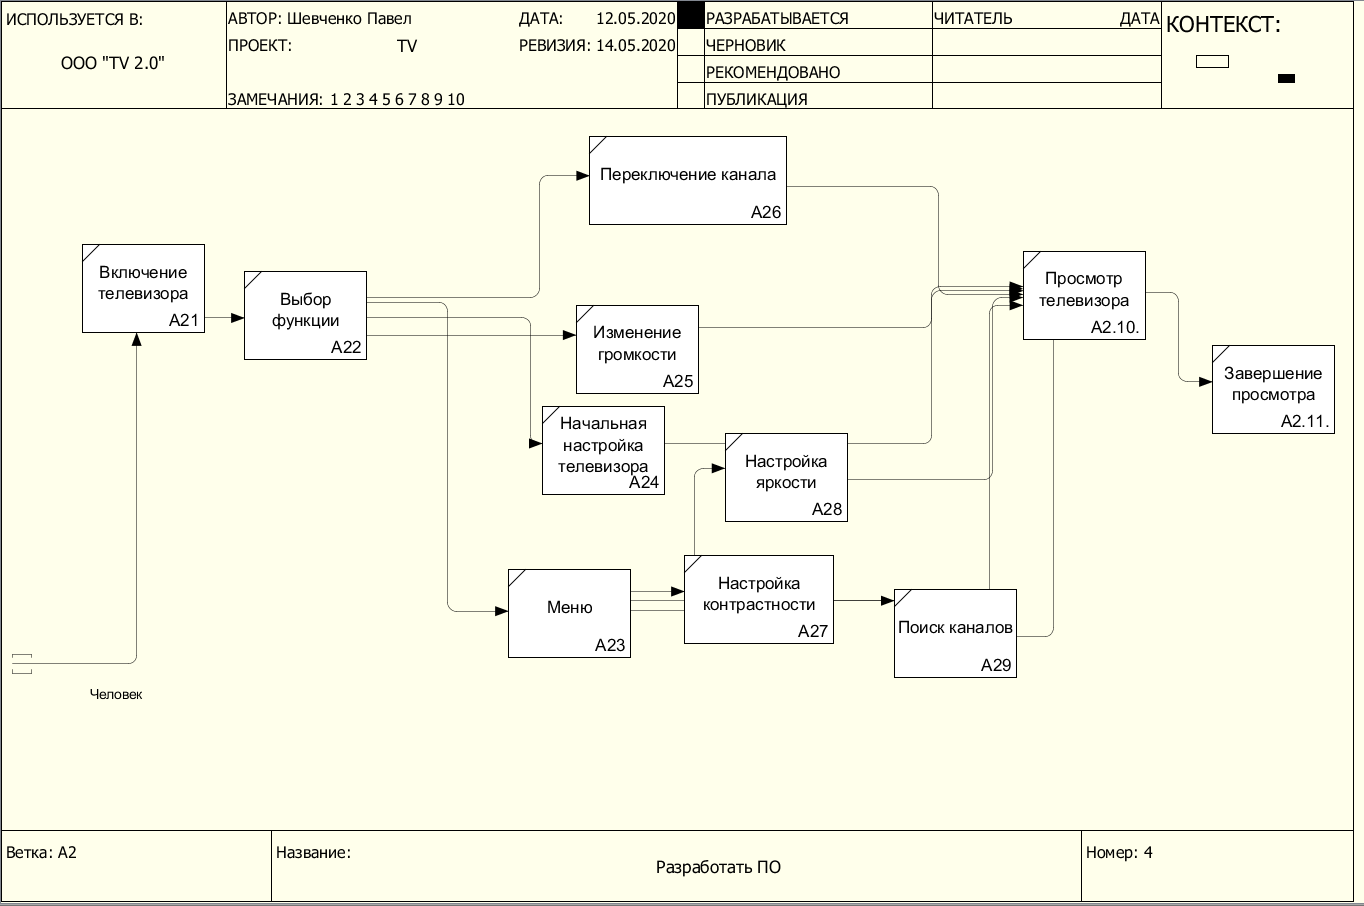 ИСПОЛЬЗУЕТСЯ В:
ООО "TV 2.0"
АВТОР: Шевченко Павел
ДАТА: 12.05.2020
ПРОЕКТ: TV
РЕВИЗИЯ: 14.05.2020
ЗАМЕЧАНИЯ: 1 2 3 4 5 6 7 8 9 10
РАЗРАБАТЫВАЕТСЯ
ЧЕРНОВИК
РЕКОМЕНДОВАНО
ПУБЛИКАЦИЯ
ЧИТАТЕЛЬ ДАТА
КОНТЕКСТ:
Переключение канала
A26
Включение
телевизора
A21
Выбор
функции
A22
Изменение
громкости
A25
Начальная
настройка
телевизора
A24
Настройка
яркости
A28
Меню
A23
Настройка
контрастности
A27
Поиск каналов
A29
Просмотр
телевизора
A2.10.
Завершение
просмотра
A2.11.
Человек
Ветка: A2
Название:
Разработать ПО
Номер: 4